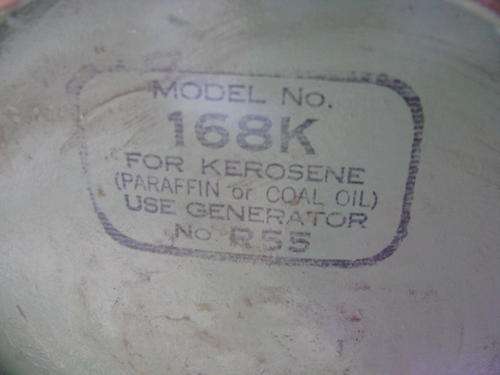 MODEL No.
168K
FOR KEROSENE
(PARAFFIN or COAL OIL)
USE GENERATOR
No R55